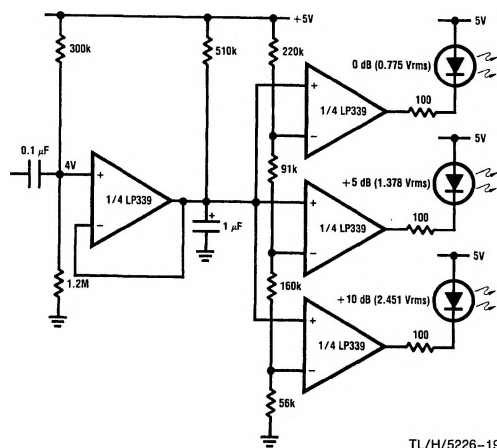 +5V
5V
300k
510k
220k
0 dB (0.775 Vrms)
+
1/4 LP339
100
−
0.1 μF
4V
+
1/4 LP339
−
91k
5V
+5 dB (1.378 Vrms)
+
1/4 LP339
100
−
+
1 μF
1.2M
160k
5V
+10 dB (2.451 Vrms)
+
1/4 LP339
100
−
56k
TL/H/5226-19